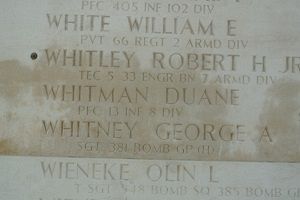 PFC 405 INF 102 DIV
WHITE WILLIAM E
PVT 66 REGT 2 ARMD DIV
WHITLEY ROBERT H JR
TEC 5 33 ENGR BN 7 ARMD DIV
WHITMAN DUANE
PFC 13 INF 8 DIV
WHITNEY GEORGE A
SGT 381 BOMB GP (H)
WIENEKE OLIN L
T SGT 548 BOMB SQ 385 BOMB GP